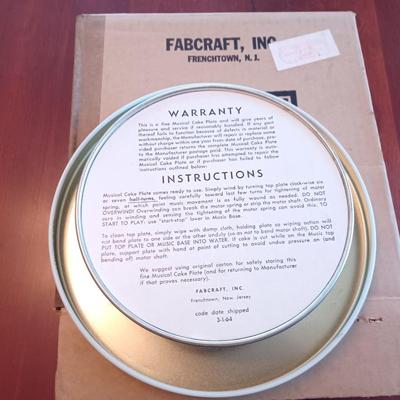 FABCRAFT, INC.
FRENCHTOWN, N. J.
WARRANTY
This is a fine Musical Cake Plate and will give years of
pleasure and service if reasonably handled. If any part
thereof fails to function because of defects in material or
workmanship, the Manufacturer will repair or replace same
without charge within one year from date of purchase, pro-
vided purchaser returns the complete Musical Cake Plate
to the Manufacturer postage paid. This warranty is auto-
matically voided if purchaser has attempted to repair the
Musical Cake Plate or if purchaser has failed to follow
instructions outlined below:
INSTRUCTIONS
Musical Cake Plate comes ready to use. Simply wind by turning top plate clock-wise six
or seven half-turns, feeling carefully toward last few turns for tightening of motor
spring, at which point music movement is as fully wound as needed. DO NOT
OVERWIND! Overwinding can break the motor spring or strip the motor shaft. Ordinary
care in winding and sensing the tightening of the motor spring can avoid this. TO
START TO PLAY: use "start-stop" lever in Music Base.
To clean top plate, simply wipe with damp cloth, holding plate so wiping action will
not bend plate to one side or the other unduly (so as not to bend motor shaft). DO NOT
PUT TOP PLATE OR MUSIC BASE INTO WATER. If cake is cut while on the Music top
plate, support plate with hand at point of cutting to avoid undue pressure on (and
bending of) motor shaft.
We suggest using original carton for safely storing this
fine Musical Cake Plate (and for returning to Manufacturer
if that proves necessary).
FABCRAFT, INC.
Frenchtown, New Jersey
code date shipped
3-1-64